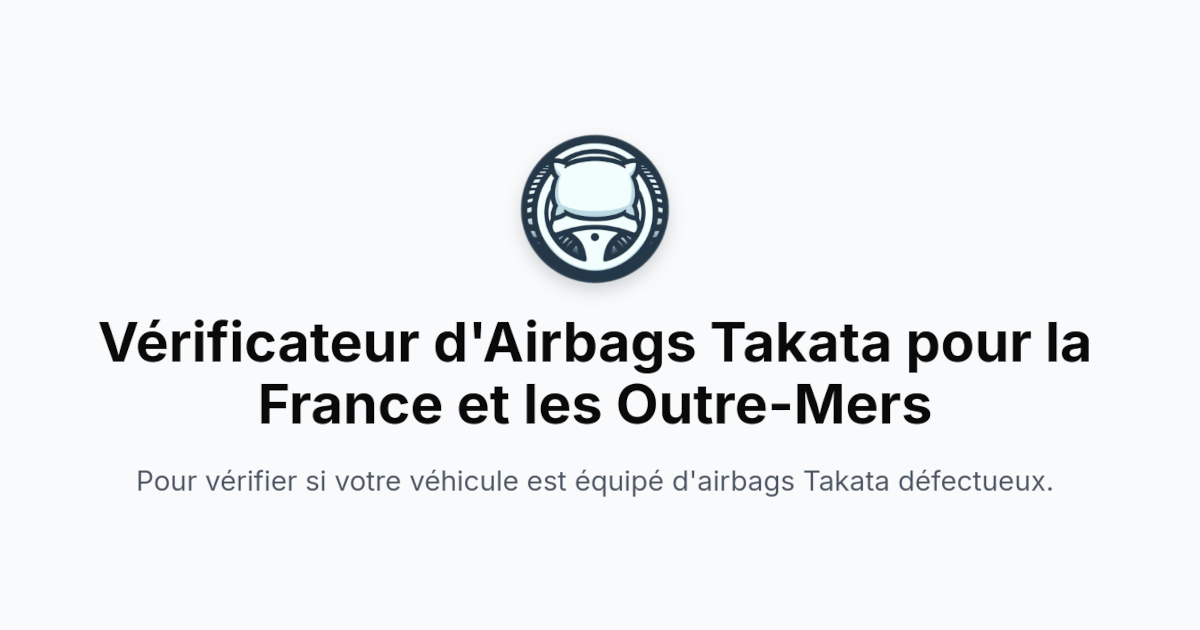 Vérificateur d'Airbags Takata pour la
France et les Outre-Mers
Pour vérifier si votre véhicule est équipé d'airbags Takata défectueux.